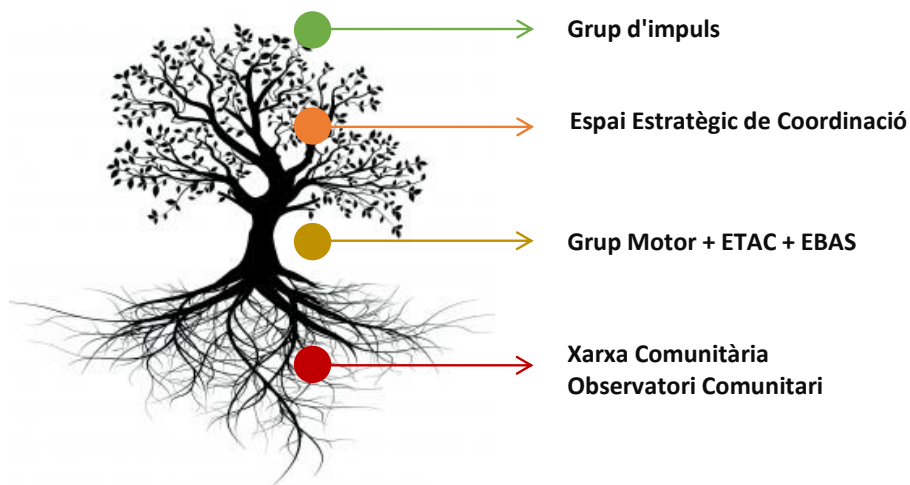 Grup d'impuls
Espai Estratègic de Coordinació
Grup Motor + ETAC + EBAS
Xarxa Comunitària
Observatori Comunitari